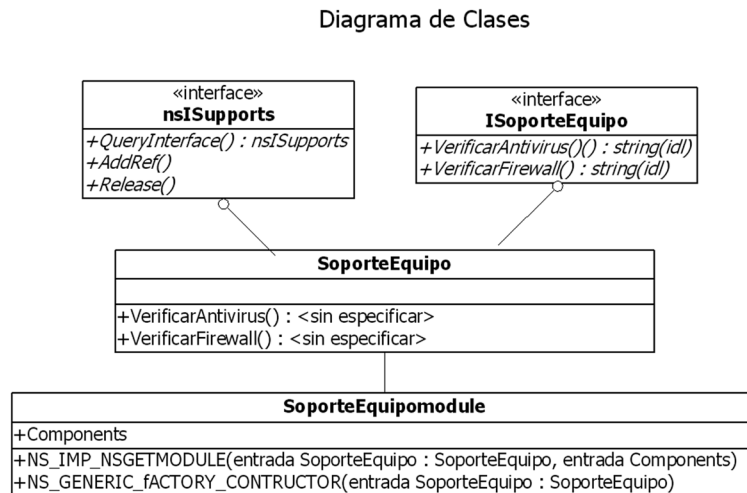 Diagrama de Clases
«interface»
nsISupports
+QueryInterface() : nsISupports
+AddRef()
+Release()
«interface»
ISoporteEquipo
+VerificarAntivirus()() : string(idl)
+VerificarFirewall() : string(idl)
SoporteEquipo
+VerificarAntivirus() : <sin especificar>
+VerificarFirewall() : <sin especificar>
SoporteEquipomodule
+Components
+NS_IMP_NSGETMODULE(entrada SoporteEquipo : SoporteEquipo, entrada Components)
+NS_GENERIC_fACTORY_CONTRUCTOR(entrada SoporteEquipo : SoporteEquipo)